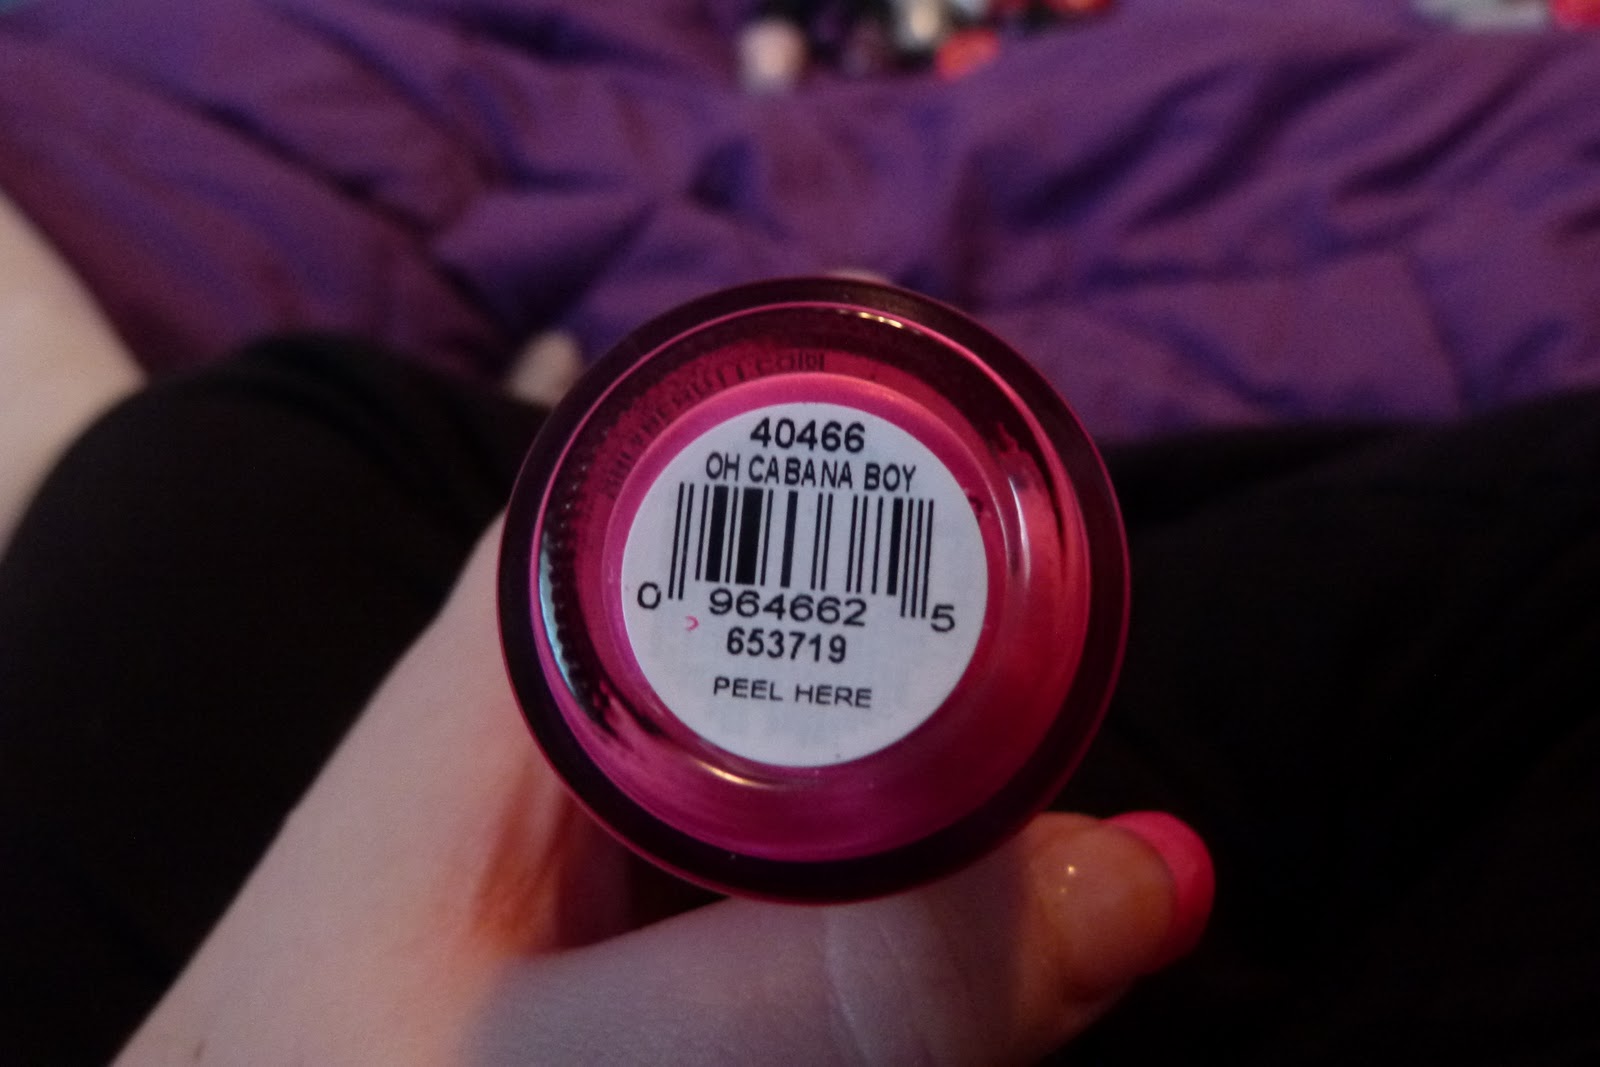 40466
OH CABANA BOY
0 964662 5
653719
PEEL HERE